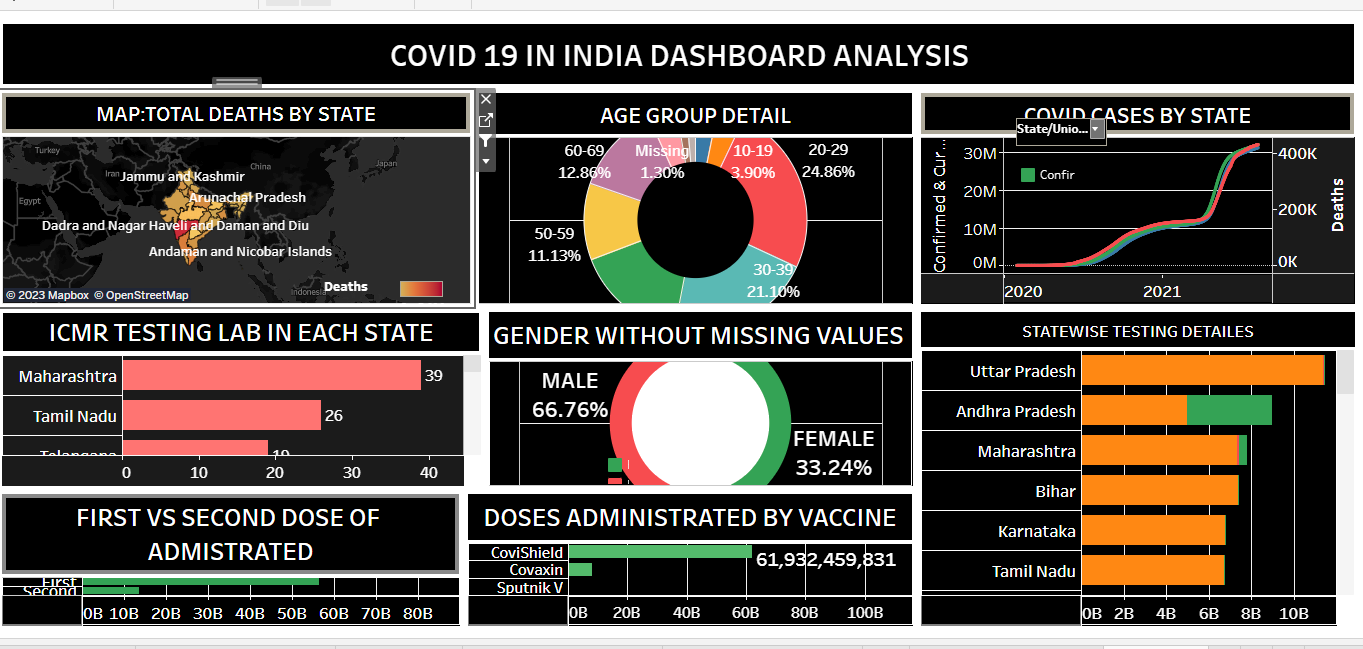 COVID 19 IN INDIA DASHBOARD ANALYSIS
MAP:TOTAL DEATHS BY STATE
Turkey
China
Japan
Iran
Jammu and Kashmir
Egypt
Arunachal Pradesh
Dadra and Nagar Haveli and Daman and Diu
Andaman and Nicobar Islands
Indonesia
Deaths
© 2023 Mapbox © OpenStreetMap
AGE GROUP DETAIL
60-69
12.86%
Missing
1.30%
10-19
3.90%
20-29
24.86%
50-59
11.13%
30-39
21.10%
COVID CASES BY STATE
State/Unio...
Confirmed & Cur ...
30M
20M
10M
0M
Confir
400K
200K
0K
Deaths
2020
2021
ICMR TESTING LAB IN EACH STATE
Maharashtra
39
Tamil Nadu
26
Telangana
19
0
10
20
30
40
GENDER WITHOUT MISSING VALUES
MALE
66.76%
FEMALE
33.24%
STATEWISE TESTING DETAILES
Uttar Pradesh
Andhra Pradesh
Maharashtra
Bihar
Karnataka
Tamil Nadu
0B
2B
4B
6B
8B
10B
FIRST VS SECOND DOSE OF
ADMISTRATED
First
Second
0B
10B
20B
30B
40B
50B
60B
70B
80B
DOSES ADMINISTRATED BY VACCINE
CoviShield
61,932,459,831
Covaxin
Sputnik V
0B
20B
40B
60B
80B
100B